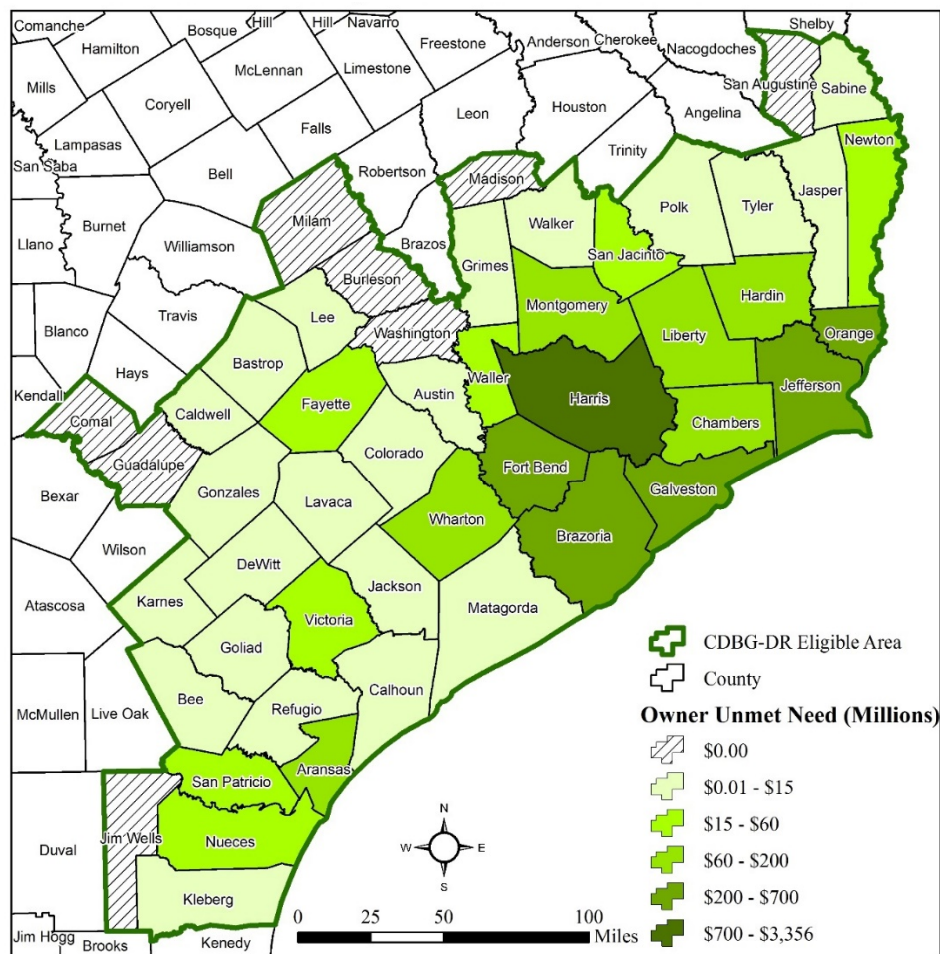 Comanche
Hamilton
Bosque
Hill
Hill
Navarro
Freestone
Anderson
Cherokee
Nacogdoches
Shelby
San Augustine
Sabine
Mills
Coryell
McLennan
Limestone
Leon
Houston
Angelina
Newton
Lampasas
Falls
Trinity
San Saba
Bell
Robertson
Madison
Jasper
Burnet
Milam
Walker
Polk
Tyler
Llano
Williamson
Brazos
San Jacinto
Grimes
Burleson
Hardin
Montgomery
Travis
Lee
Washington
Liberty
Orange
Blanco
Bastrop
Hays
Waller
Jefferson
Kendall
Fayette
Austin
Harris
Caldwell
Chambers
Comal
Colorado
Guadalupe
Fort Bend
Bexar
Gonzales
Lavaca
Galveston
Wharton
Brazoria
Wilson
DeWitt
Jackson
Atascosa
Karnes
Matagorda
Victoria
Goliad
Calhoun
Bee
Refugio
McMullen
Live Oak
Aransas
San Patricio
Jim Wells
Nueces
Duval
Kleberg
Jim Hogg
Brooks
Kenedy
N
W
E
S
0
25
50
100
Miles
CDBG-DR Eligible Area
County
Owner Unmet Need (Millions)
$0.00
$0.01 - $15
$15 - $60
$60 - $200
$200 - $700
$700 - $3,356